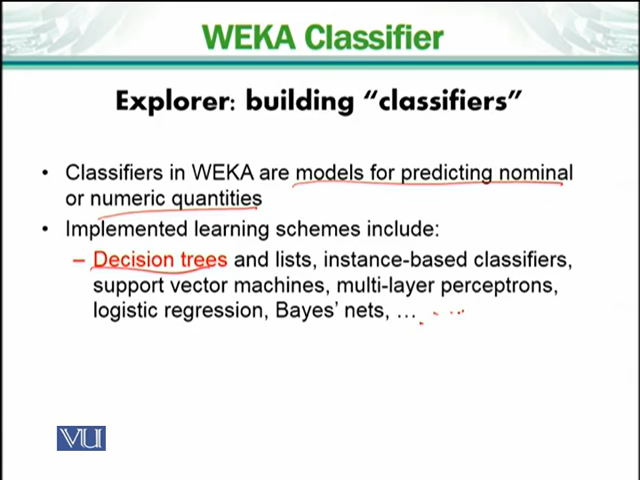 WEKA Classifier
Explorer: building “classifiers”
• Classifiers in WEKA are models for predicting nominal
or numeric quantities
• Implemented learning schemes include:
– Decision trees and lists, instance-based classifiers,
support vector machines, multi-layer perceptrons,
logistic regression, Bayes’ nets, …
VU